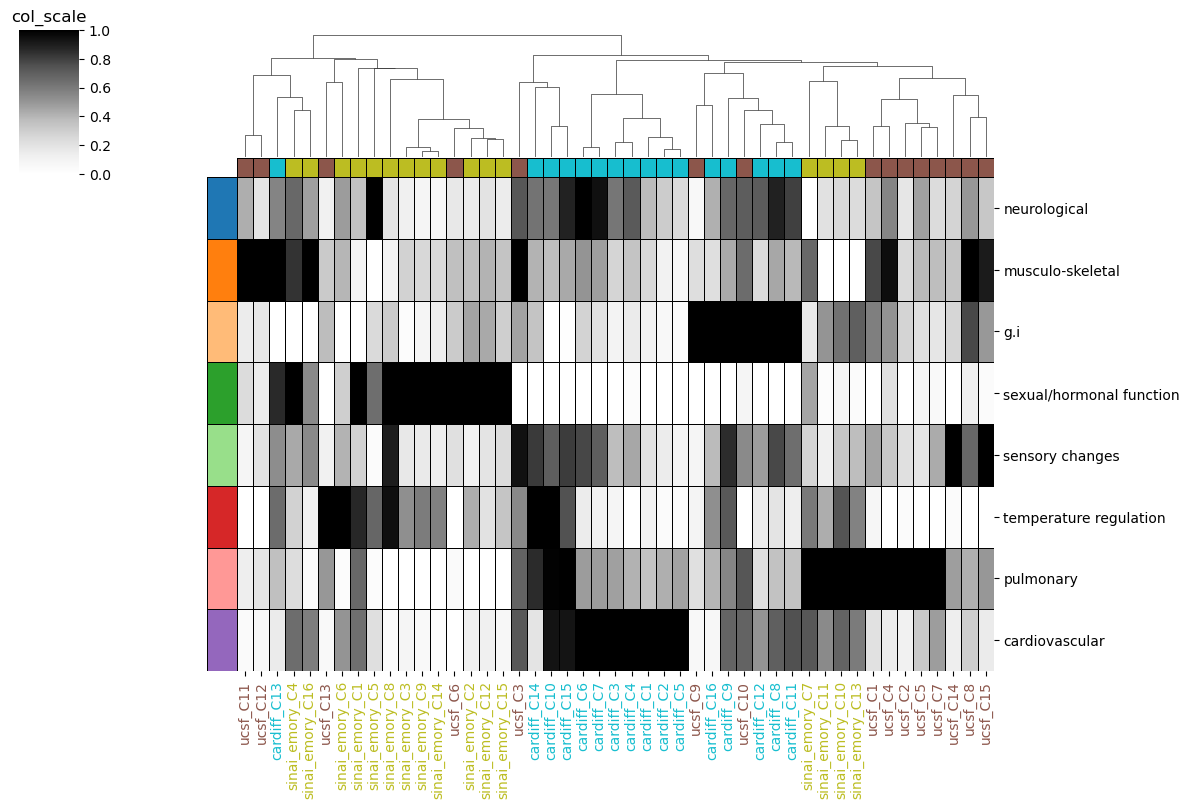 col_scale
1.0
0.8
0.6
0.4
0.2
0.0
neurological
musculo-skeletal
g.i
sexual/hormonal function
sensory changes
temperature regulation
pulmonary
cardiovascular
ucsf_C11
ucsf_C12
cardiff_C13
sinai_emory_C4
sinai_emory_C16
ucsf_C13
sinai_emory_C6
sinai_emory_C1
sinai_emory_C5
sinai_emory_C8
sinai_emory_C3
sinai_emory_C9
sinai_emory_C14
ucsf_C6
sinai_emory_C2
sinai_emory_C12
sinai_emory_C15
ucsf_C3
cardiff_C14
cardiff_C10
cardiff_C15
cardiff_C6
cardiff_C7
cardiff_C3
cardiff_C4
cardiff_C1
cardiff_C2
cardiff_C5
ucsf_C9
cardiff_C16
cardiff_C9
ucsf_C10
cardiff_C12
cardiff_C8
cardiff_C11
sinai_emory_C7
sinai_emory_C11
sinai_emory_C10
sinai_emory_C13
ucsf_C1
ucsf_C4
ucsf_C2
ucsf_C5
ucsf_C7
ucsf_C14
ucsf_C8
ucsf_C15